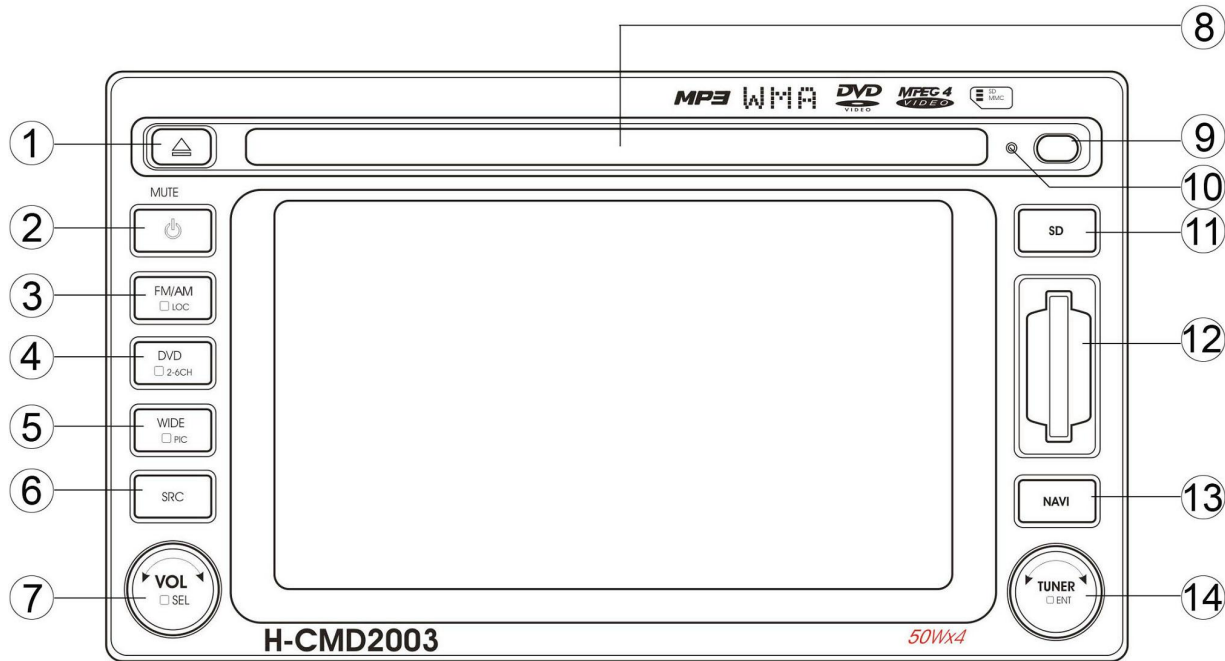 8
MP3 WMA DVD VIDEO MPEG 4 VIDEO SD MMC
1
9
10
MUTE
2
SD
11
3
FM/AM
LOC
4
DVD
2-6CH
12
5
WIDE
PIC
6
SRC
NAVI
13
7
VOL
SEL
TUNER
ENT
14
H-CMD2003
50Wx4